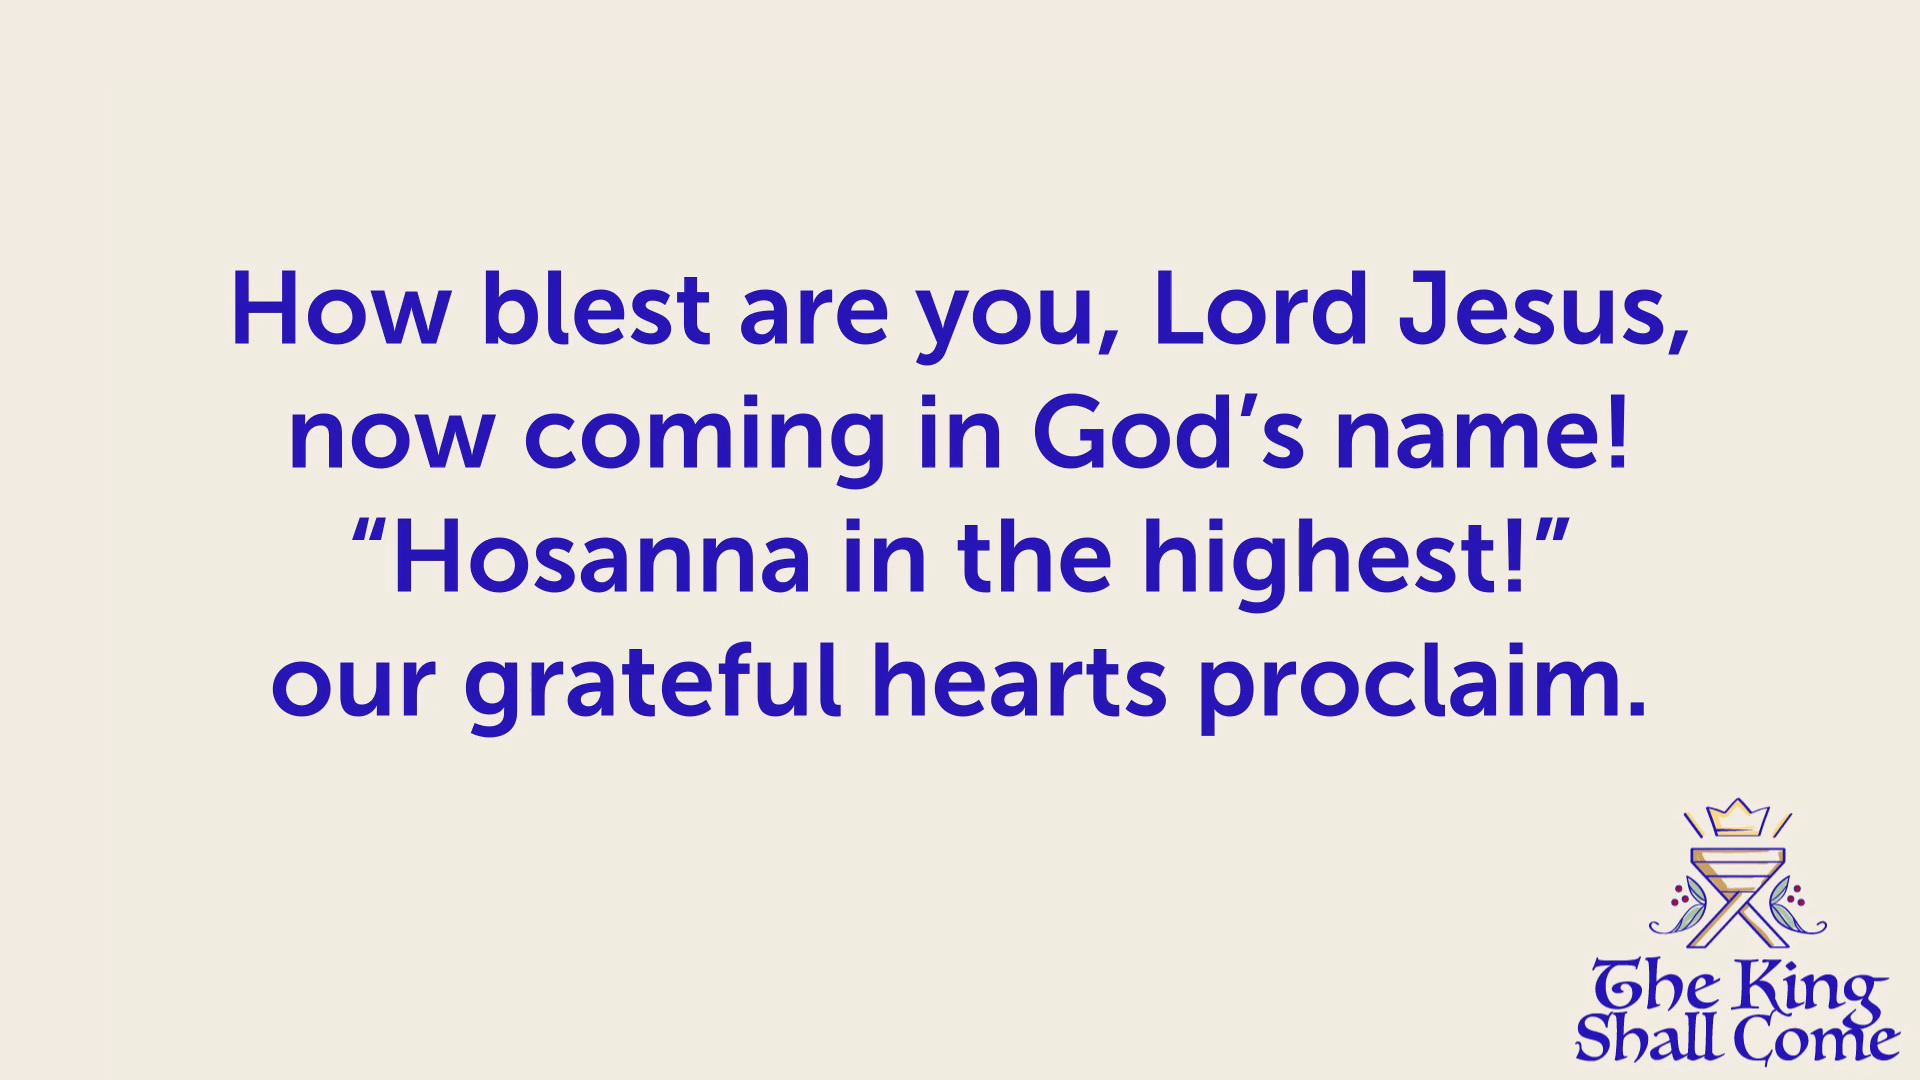 How blest are you, Lord Jesus,
now coming in God’s name!
“Hosanna in the highest!”
our grateful hearts proclaim.
The King
Shall Come